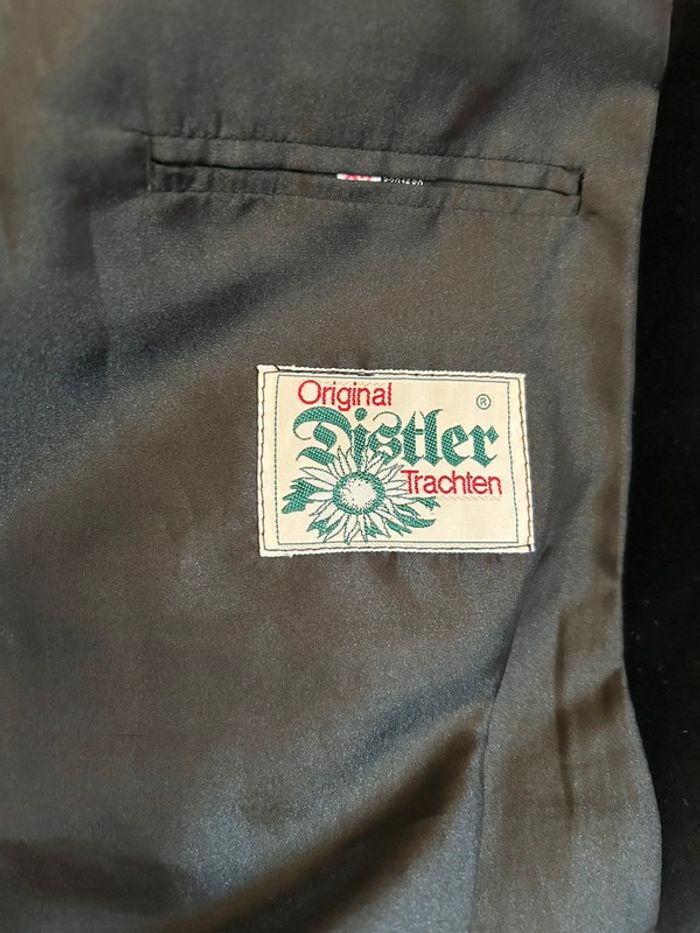 Original
®
Distler
Trachten